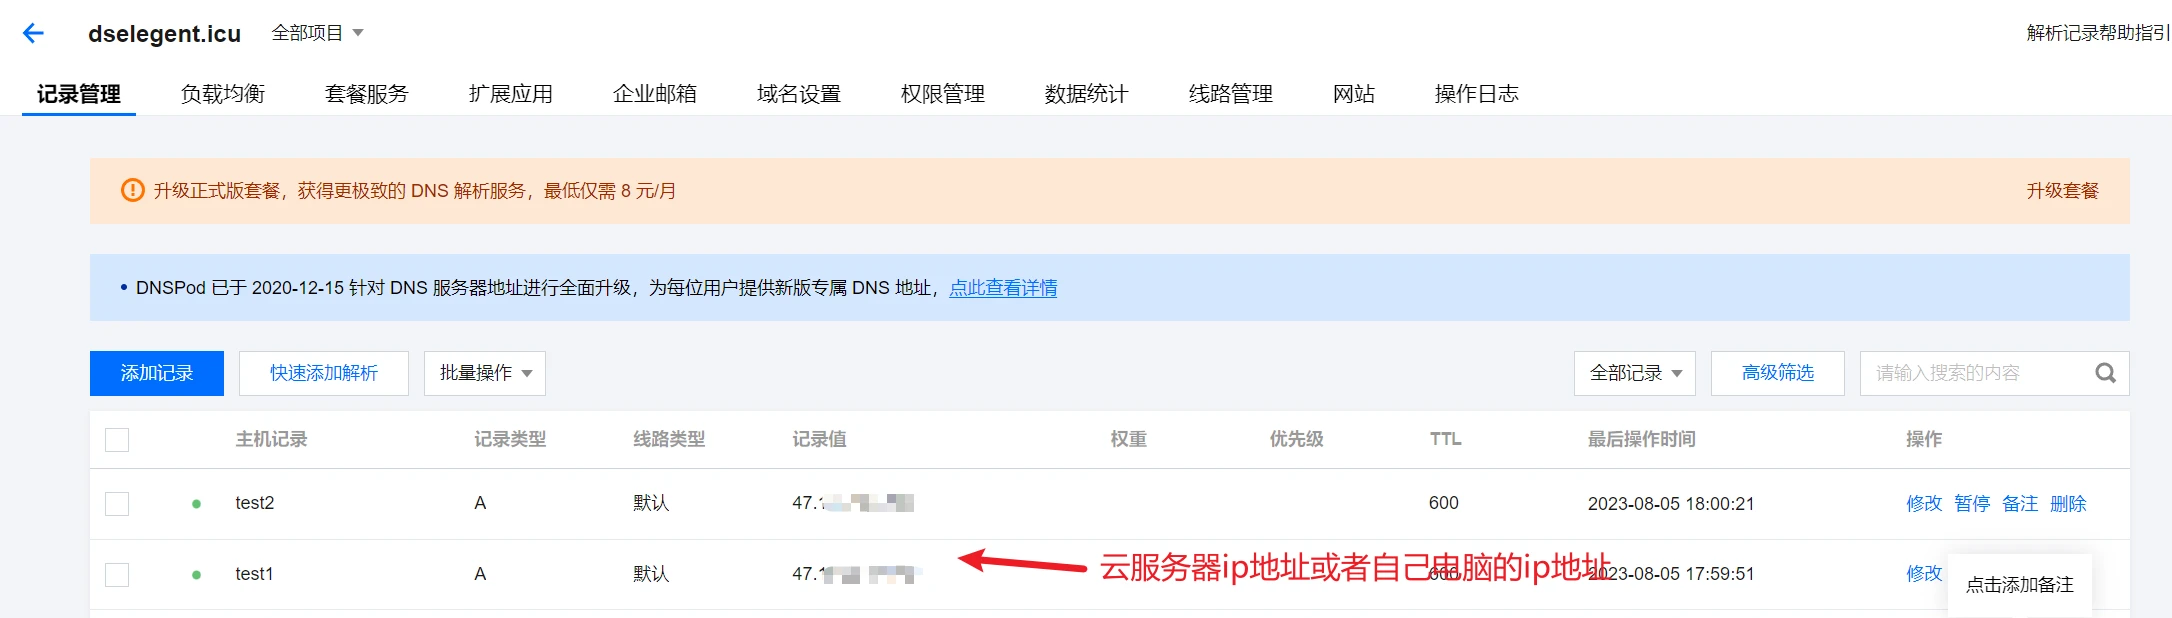 dselegent.icu 全部项目 解析记录帮助指引
记录管理 负载均衡 套餐服务 扩展应用 企业邮箱 域名设置 权限管理 数据统计 线路管理 网站 操作日志
升级正式版套餐，获得更极致的 DNS 解析服务，最低仅需 8 元/月 升级套餐
• DNSPod 已于 2020-12-15 针对 DNS 服务器地址进行全面升级，为每位用户提供新版专属 DNS 地址，点此查看详情
添加记录 快速添加解析 批量操作 全部记录 高级筛选 请输入搜索的内容
主机记录 记录类型 线路类型 记录值 权重 优先级 TTL 最后操作时间 操作
test2 A 默认 47.1 600 2023-08-05 18:00:21 修改 暂停 备注 删除
test1 A 默认 47.1 600 2023-08-05 17:59:51 修改
云服务器ip地址或者自己电脑的ip地址
点击添加备注